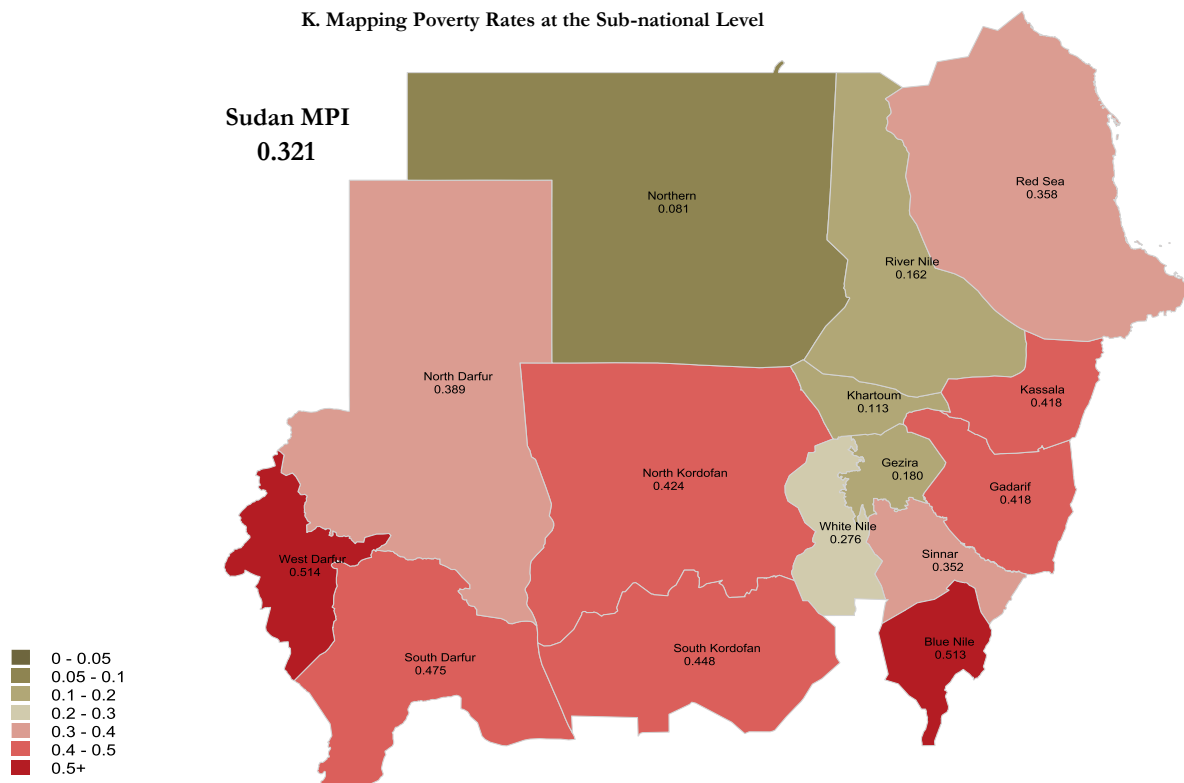 K. Mapping Poverty Rates at the Sub-national Level
Sudan MPI
0.321
Northern
0.081
Red Sea
0.358
River Nile
0.162
North Darfur
0.389
Khartoum
0.113
Kassala
0.418
North Kordofan
0.424
Gezira
0.180
Gadarif
0.418
White Nile
0.276
Sinnar
0.352
West Darfur
0.514
South Darfur
0.475
South Kordofan
0.448
Blue Nile
0.513
0 - 0.05
0.05 - 0.1
0.1 - 0.2
0.2 - 0.3
0.3 - 0.4
0.4 - 0.5
0.5+